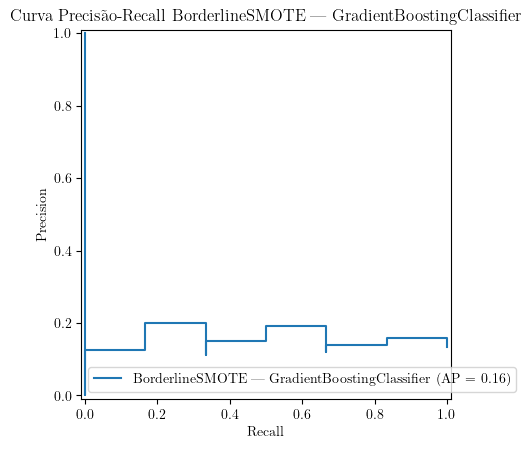 Curva Precisão-Recall BorderlineSMOTE — GradientBoostingClassifier
1.0
0.8
0.6
0.4
0.2
0.0
Precision
BorderlineSMOTE — GradientBoostingClassifier (AP = 0.16)
0.0 0.2 0.4 0.6 0.8 1.0
Recall